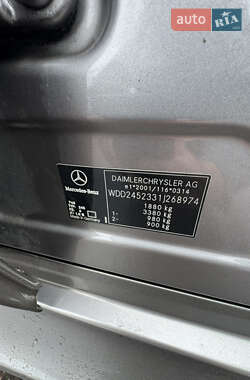 AUTO
RIA
.com
Mercedes-Benz
DAIMLERCHRYSLER AG
e1*2001/116*0314
WDD2452331J268974
1880 kg
3380 kg
1- 980 kg
2- 900 kg